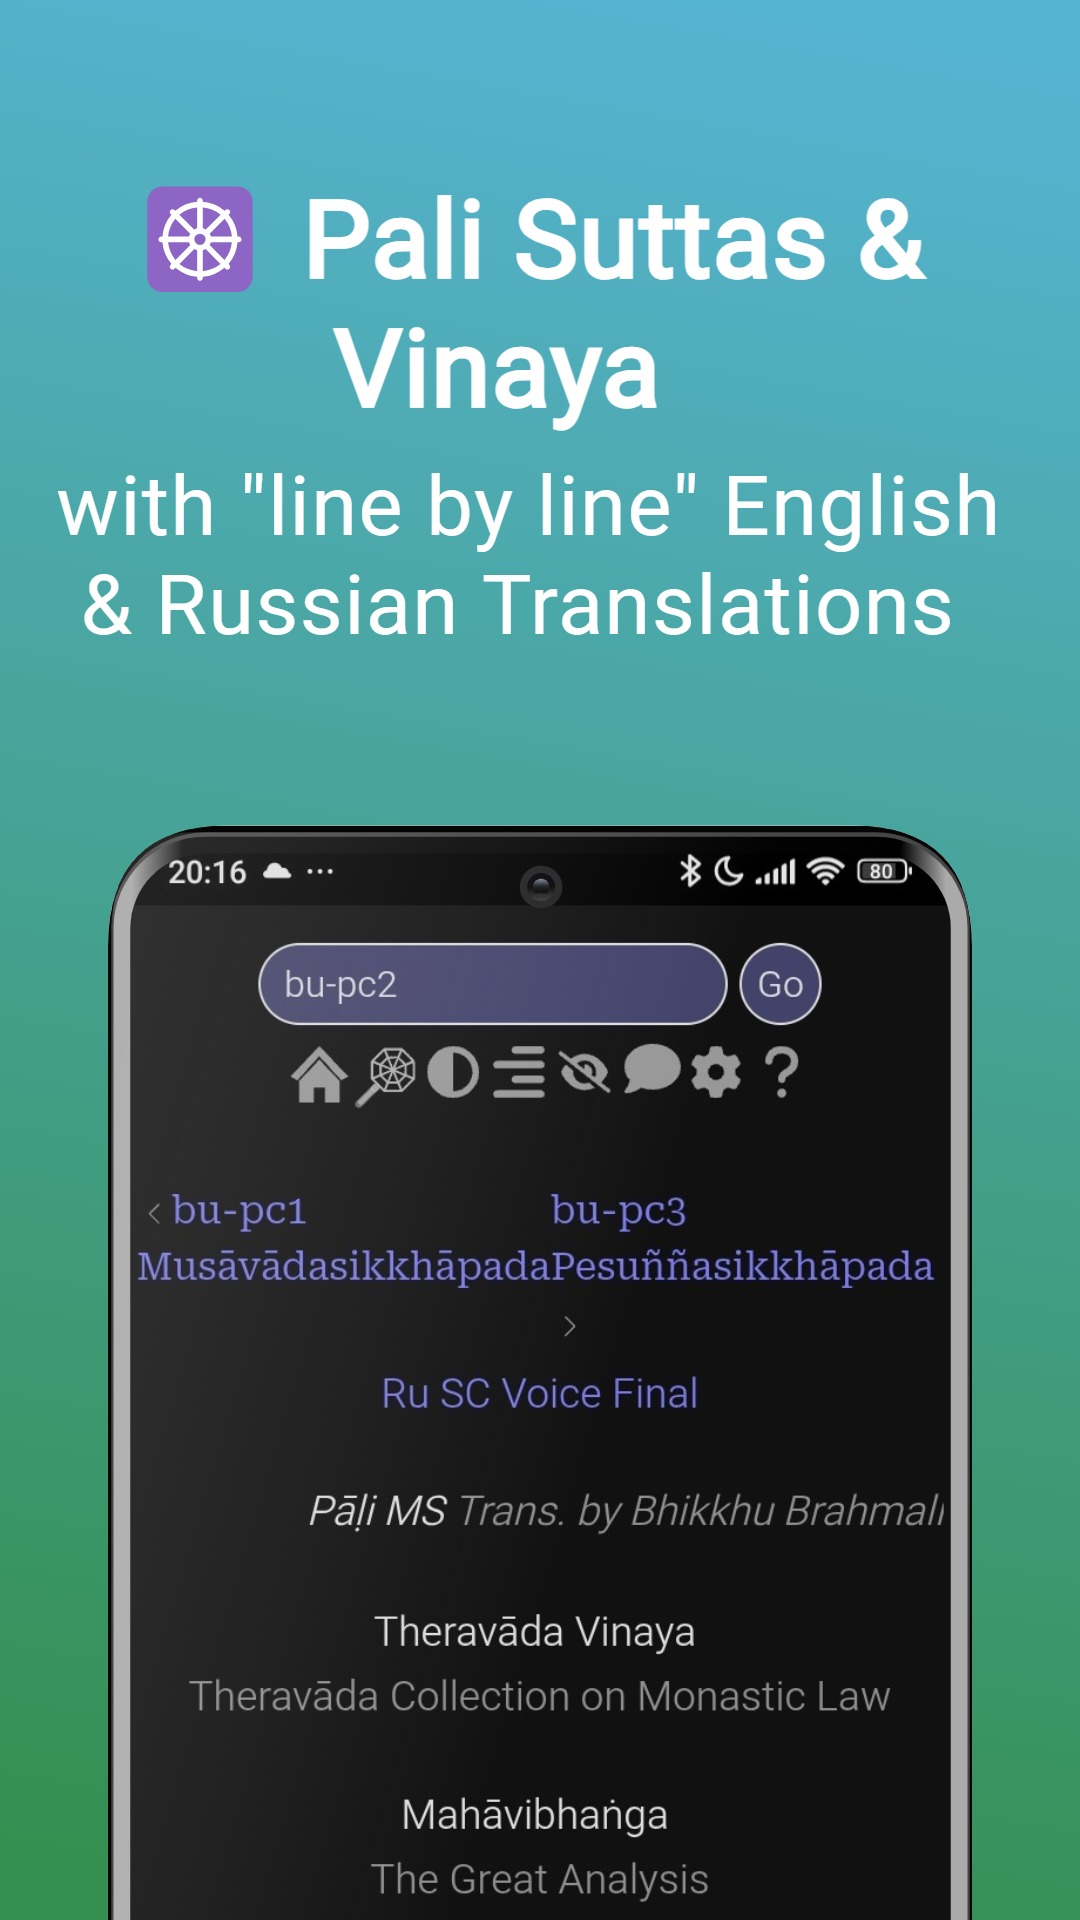 Pali Suttas &
Vinaya
with "line by line" English
& Russian Translations
20:16 ... 80
bu-pc2 Go
?
‹ bu-pc1 bu-pc3
MusāvādasikkhāpadaPesuññasikkhāpada
›
Ru SC Voice Final
Pāḷi MS Trans. by Bhikkhu Brahmali
Theravāda Vinaya
Theravāda Collection on Monastic Law
Mahāvibhaṅga
The Great Analysis